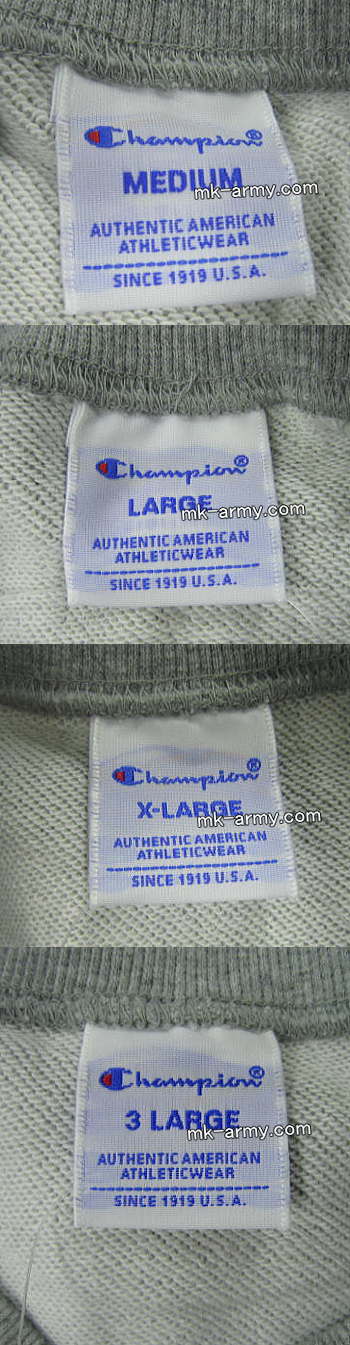 Champion®
MEDIUM
mk-army.com
AUTHENTIC AMERICAN
ATHLETICWEAR
SINCE 1919 U.S.A.
Champion®
LARGE
mk-army.com
AUTHENTIC AMERICAN
ATHLETICWEAR
SINCE 1919 U.S.A.
Champion®
X-LARGE
mk-army.com
AUTHENTIC AMERICAN
ATHLETICWEAR
SINCE 1919 U.S.A.
Champion®
3 LARGE
mk-army.com
AUTHENTIC AMERICAN
ATHLETICWEAR
SINCE 1919 U.S.A.